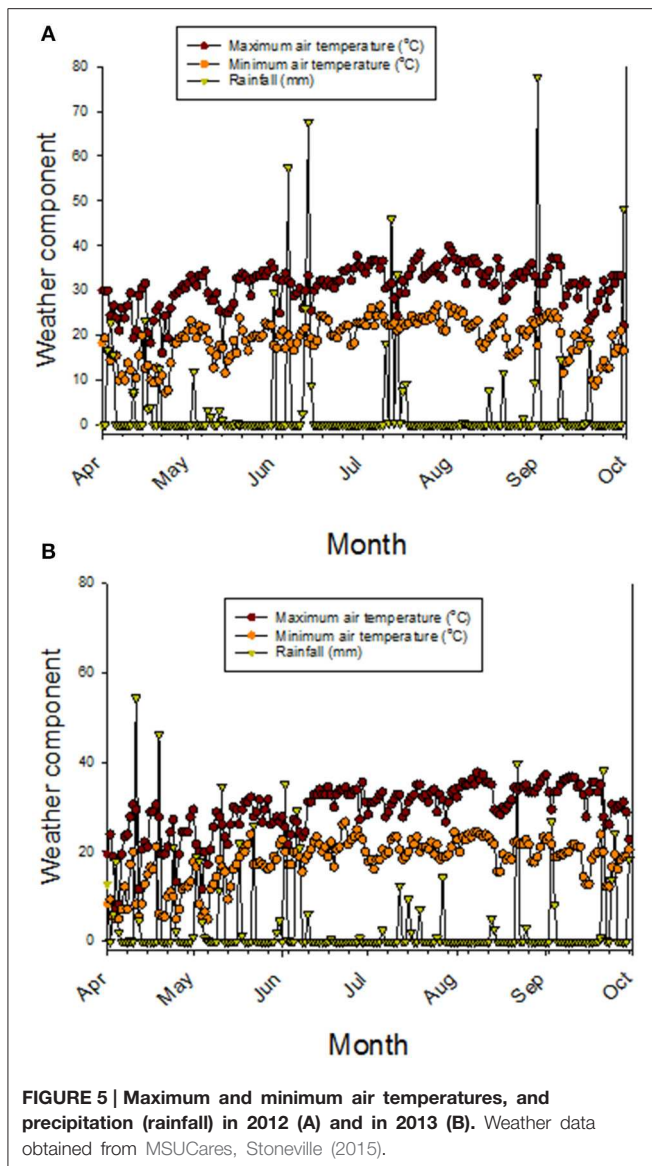 A
Maximum air temperature (°C)
Minimum air temperature (°C)
Rainfall (mm)
80
70
60
50
40
30
20
10
0
Weather component
Apr
May
Jun
Jul
Aug
Sep
Oct
Month
B
Maximum air temperature (°C)
Minimum air temperature (°C)
Rainfall (mm)
80
60
40
20
0
Weather component
Apr
May
Jun
Jul
Aug
Sep
Oct
Month
FIGURE 5 | Maximum and minimum air temperatures, and
precipitation (rainfall) in 2012 (A) and in 2013 (B). Weather data
obtained from MSUCares, Stoneville (2015).